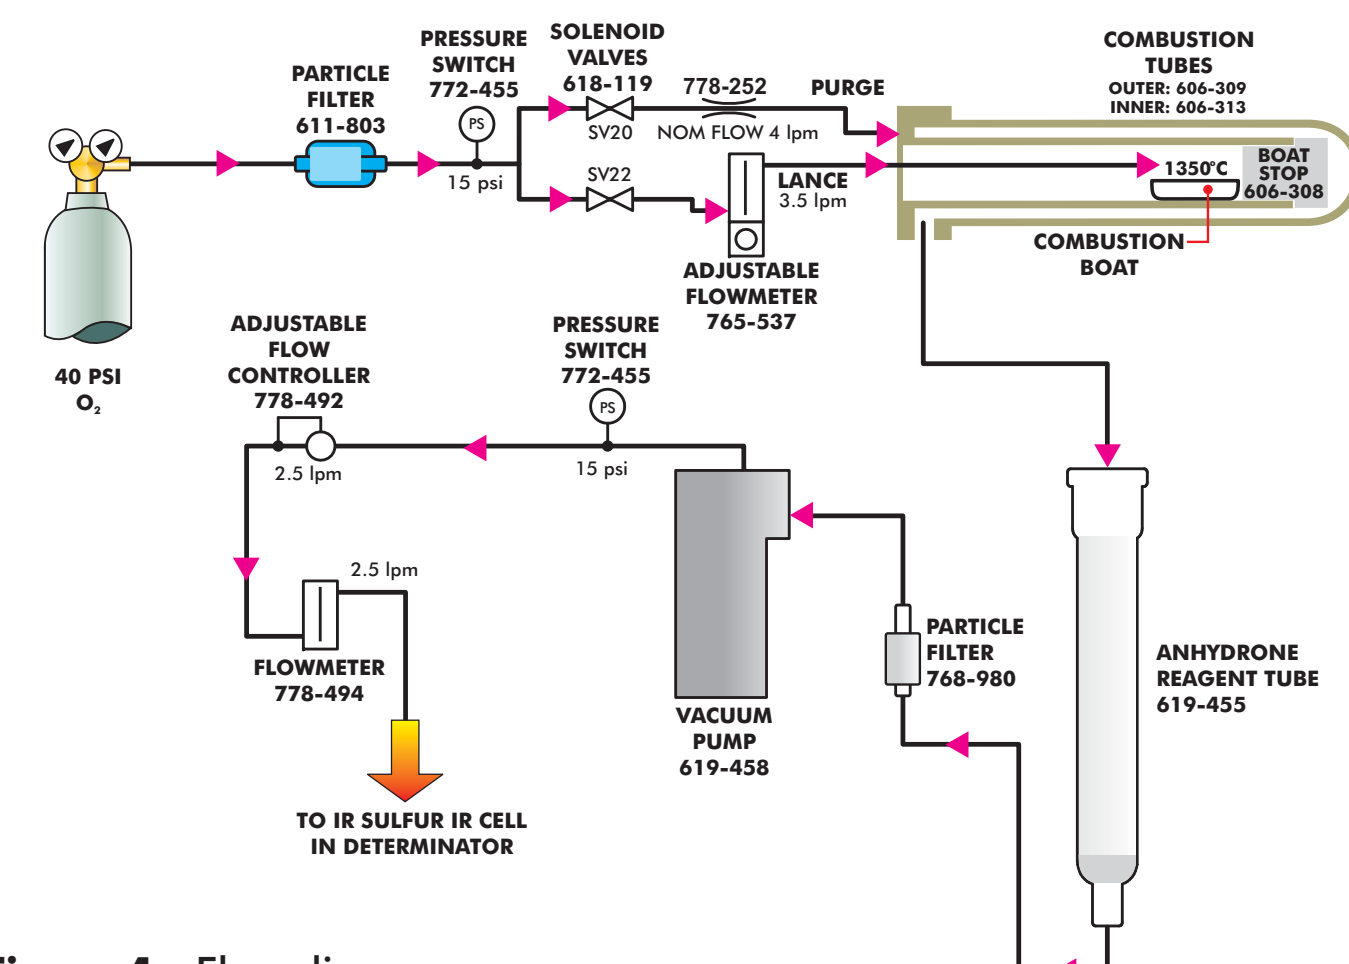 PARTICLE
FILTER
611-803
PRESSURE
SWITCH
772-455
PS
15 psi
SOLENOID
VALVES
618-119
SV20
SV22
778-252
NOM FLOW 4 lpm
PURGE
LANCE
3.5 lpm
ADJUSTABLE
FLOWMETER
765-537
COMBUSTION
TUBES
OUTER: 606-309
INNER: 606-313
1350°C
BOAT
STOP
606-308
COMBUSTION
BOAT
40 PSI
O₂
ADJUSTABLE
FLOW
CONTROLLER
778-492
2.5 lpm
PRESSURE
SWITCH
772-455
PS
15 psi
2.5 lpm
FLOWMETER
778-494
VACUUM
PUMP
619-458
PARTICLE
FILTER
768-980
ANHYDRONE
REAGENT TUBE
619-455
TO IR SULFUR IR CELL
IN DETERMINATOR